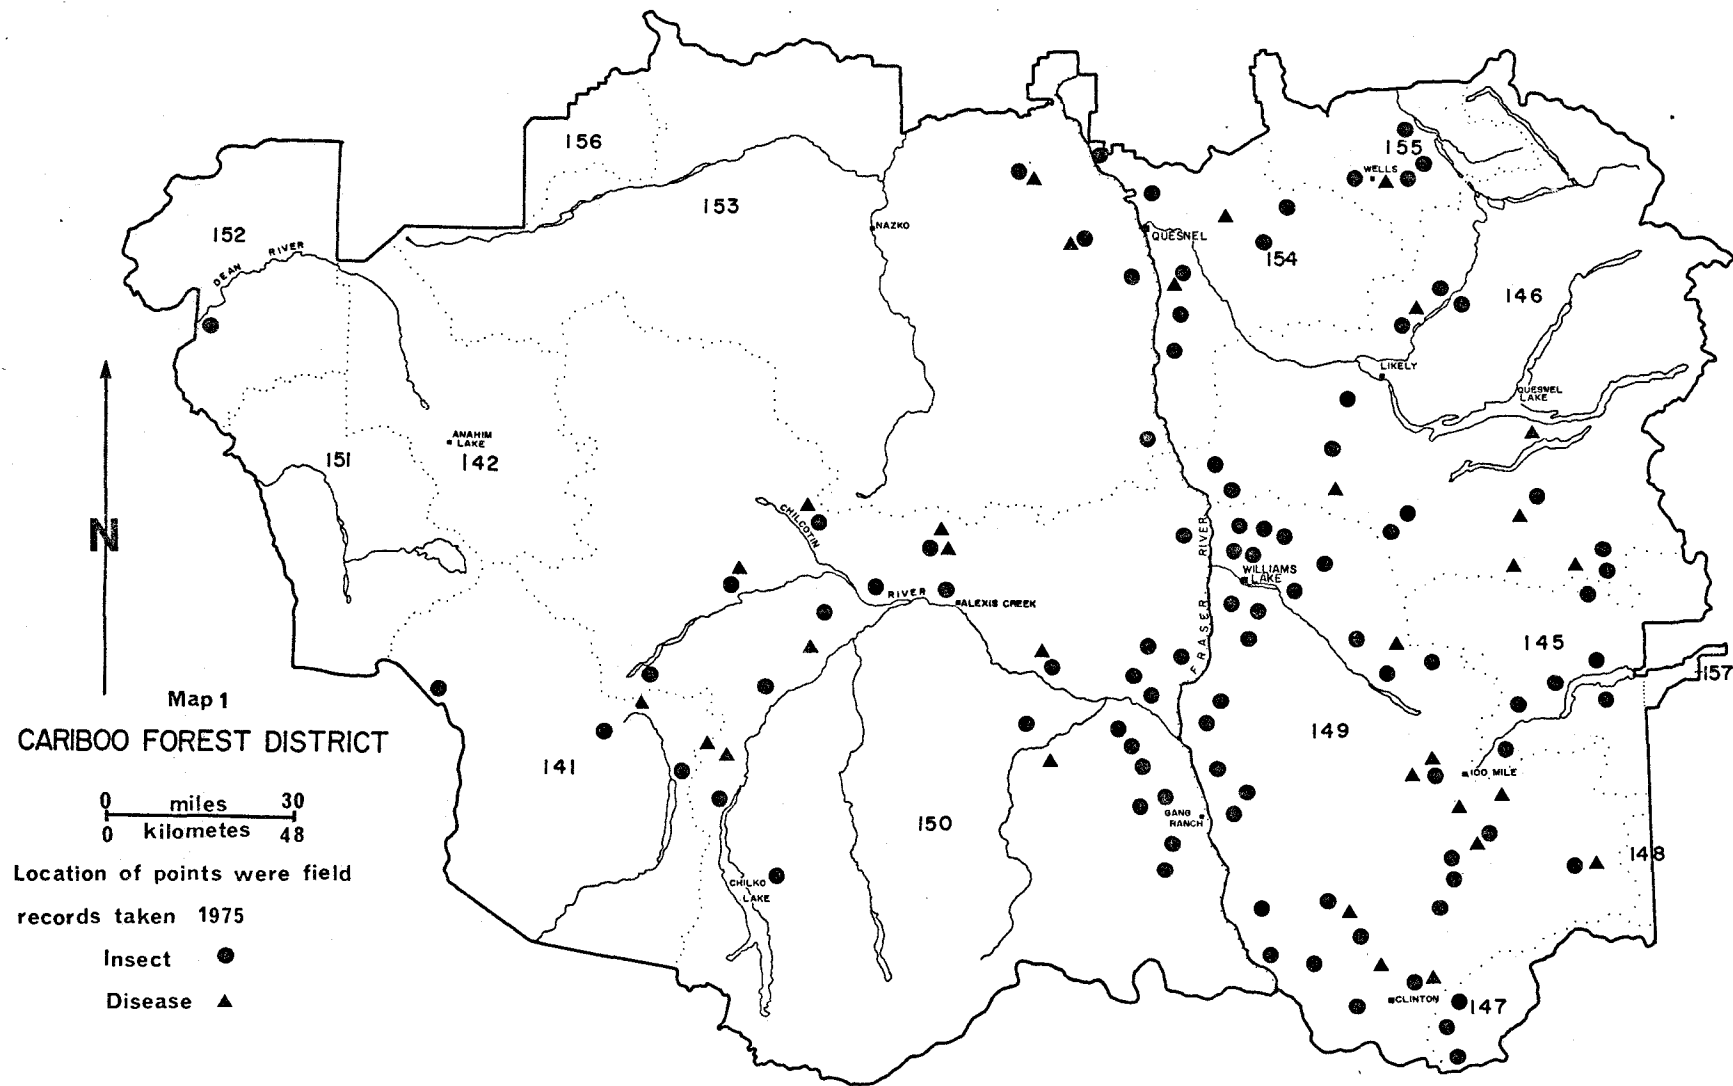 156
155
WELLS
153
152
DEAN RIVER
NAZKO
QUESNEL
154
146
LIKELY
QUESNEL
LAKE
ANAHIM
LAKE
151
142
N
CHILCOTIN
RIVER
ALEXIS CREEK
FRASER RIVER
WILLIAMS
LAKE
145
157
Map 1
CARIBOO FOREST DISTRICT
141
149
100 MILE
0 miles 30
0 kilometes 48
150
GANG
RANCH
148
Location of points were field
records taken 1975
CHILKO
LAKE
Insect
Disease
CLINTON
147